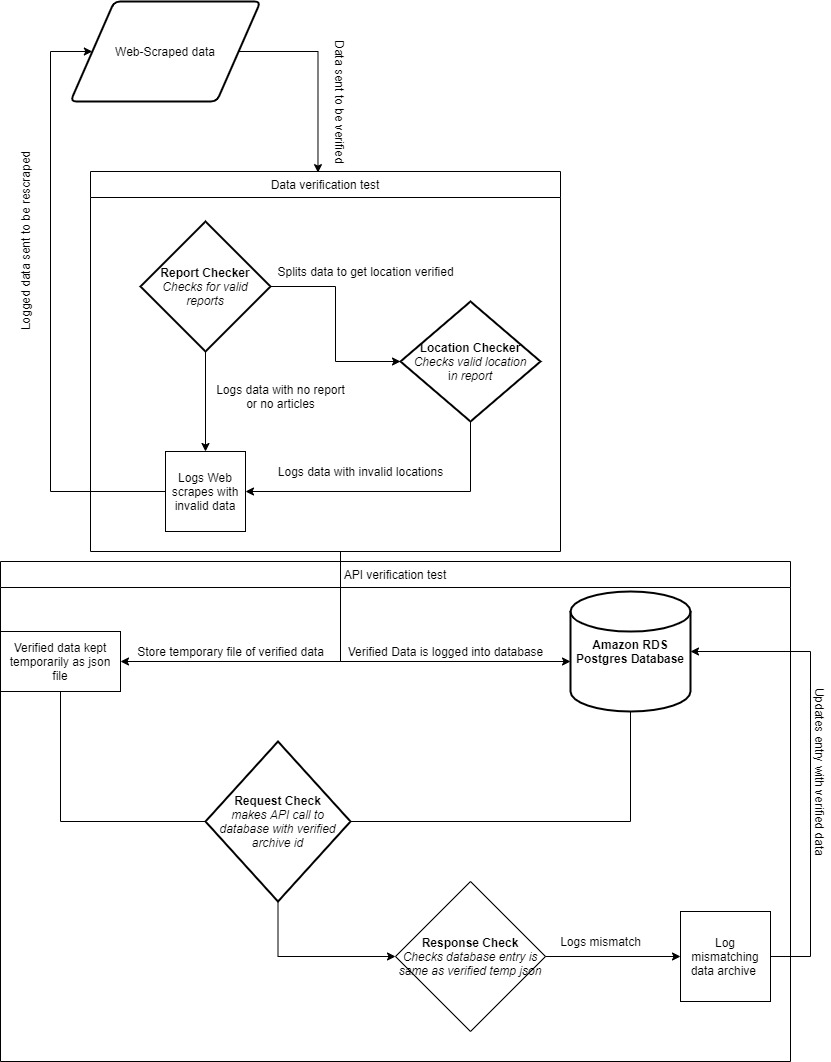 Web-Scraped data
Data sent to be verified
Logged data sent to be rescraped
Data verification test
Report Checker
Checks for valid
reports
Splits data to get location verified
Location Checker
Checks valid location
in report
Logs data with no report
or no articles
Logs Web
scrapes with
invalid data
Logs data with invalid locations
API verification test
Verified data kept
temporarily as json
file
Store temporary file of verified data
Verified Data is logged into database
Amazon RDS
Postgres Database
Updates entry with verified data
Request Check
makes API call to
database with verified
archive id
Response Check
Checks database entry is
same as verified temp json
Logs mismatch
Log
mismatching
data archive